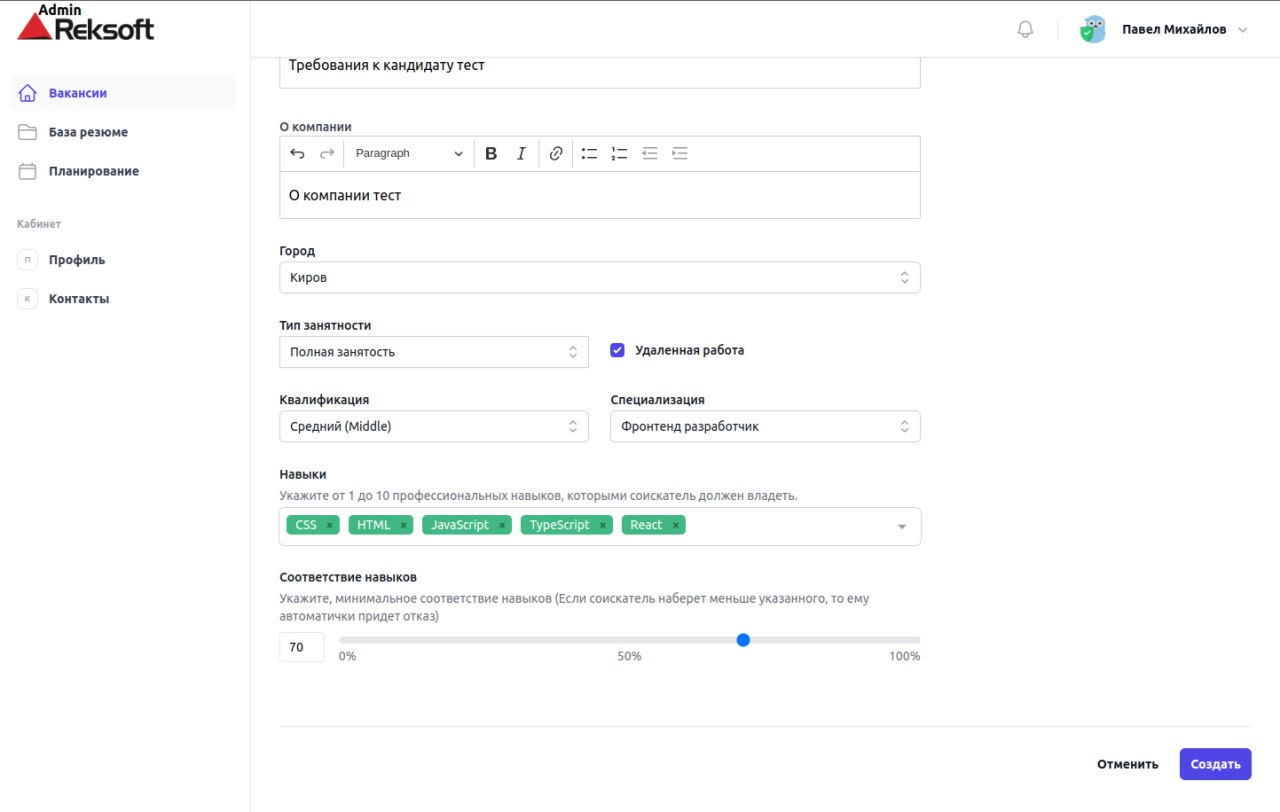 Admin
Reksoft
Павел Михайлов
Вакансии
База резюме
Планирование
Кабинет
П
Профиль
К
Контакты
Требования к кандидату тест
О компании
Paragraph
B I
О компании тест
Город
Киров
Тип занятости
Полная занятость
Удаленная работа
Квалификация
Специализация
Средний (Middle)
Фронтенд разработчик
Навыки
Укажите от 1 до 10 профессиональных навыков, которыми соискатель должен владеть.
CSS × HTML × JavaScript × TypeScript × React ×
Соответствие навыков
Укажите, минимальное соответствие навыков (Если соискатель наберет меньше указанного, то ему
автоматички придет отказ)
70
0% 50% 100%
Отменить
Создать